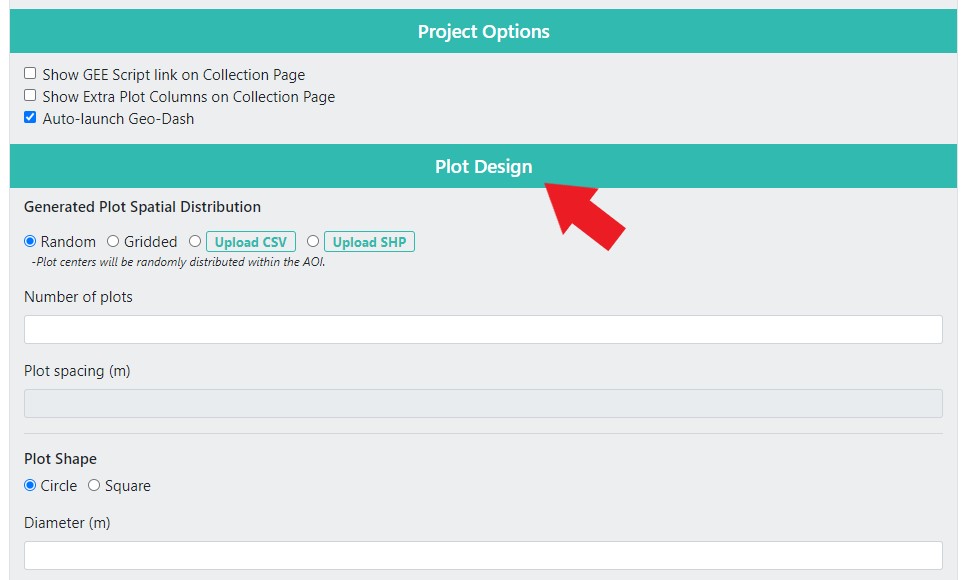 Project Options
Show GEE Script link on Collection Page
Show Extra Plot Columns on Collection Page
Auto-launch Geo-Dash
Plot Design
Generated Plot Spatial Distribution
Random Gridded Upload CSV Upload SHP
-Plot centers will be randomly distributed within the AOI.
Number of plots
Plot spacing (m)
Plot Shape
Circle Square
Diameter (m)